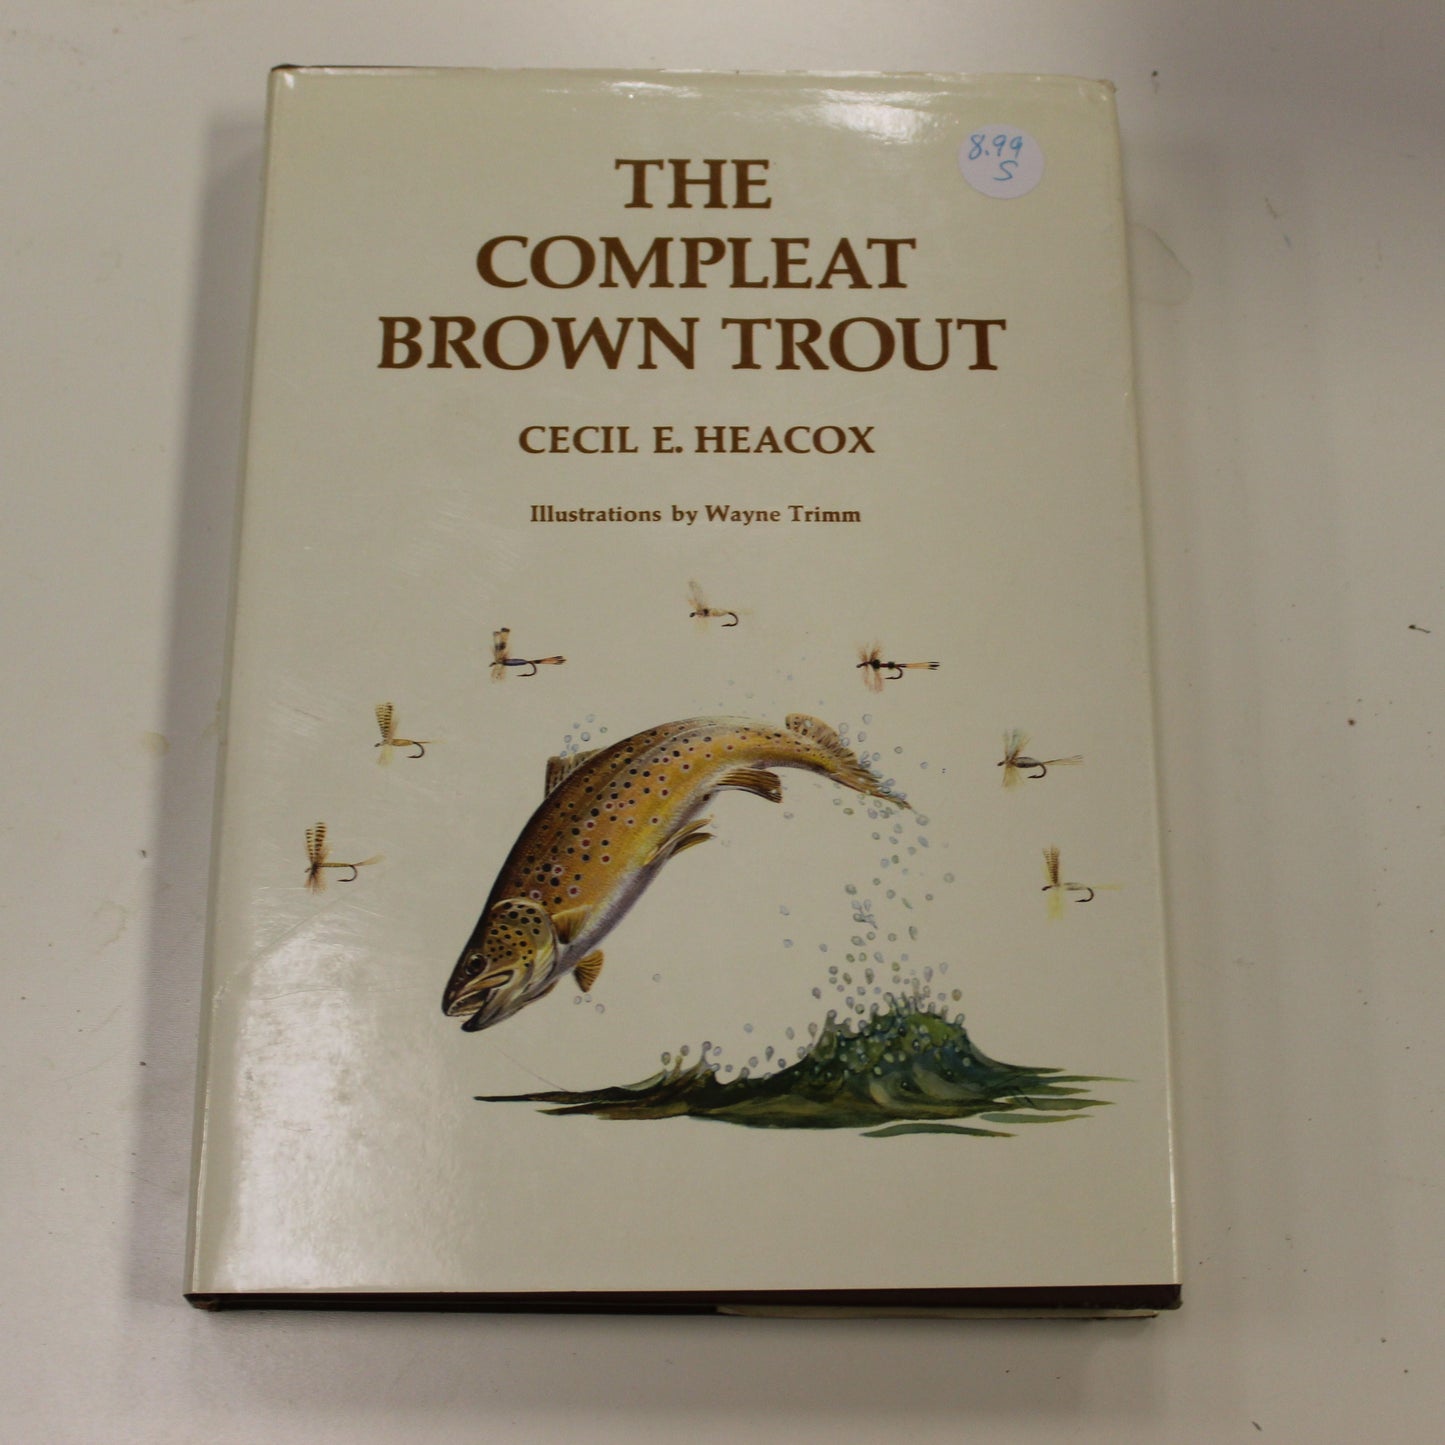 8.99
S
THE
COMPLEAT
BROWN TROUT
CECIL E. HEACOX
Illustrations by Wayne Trimm